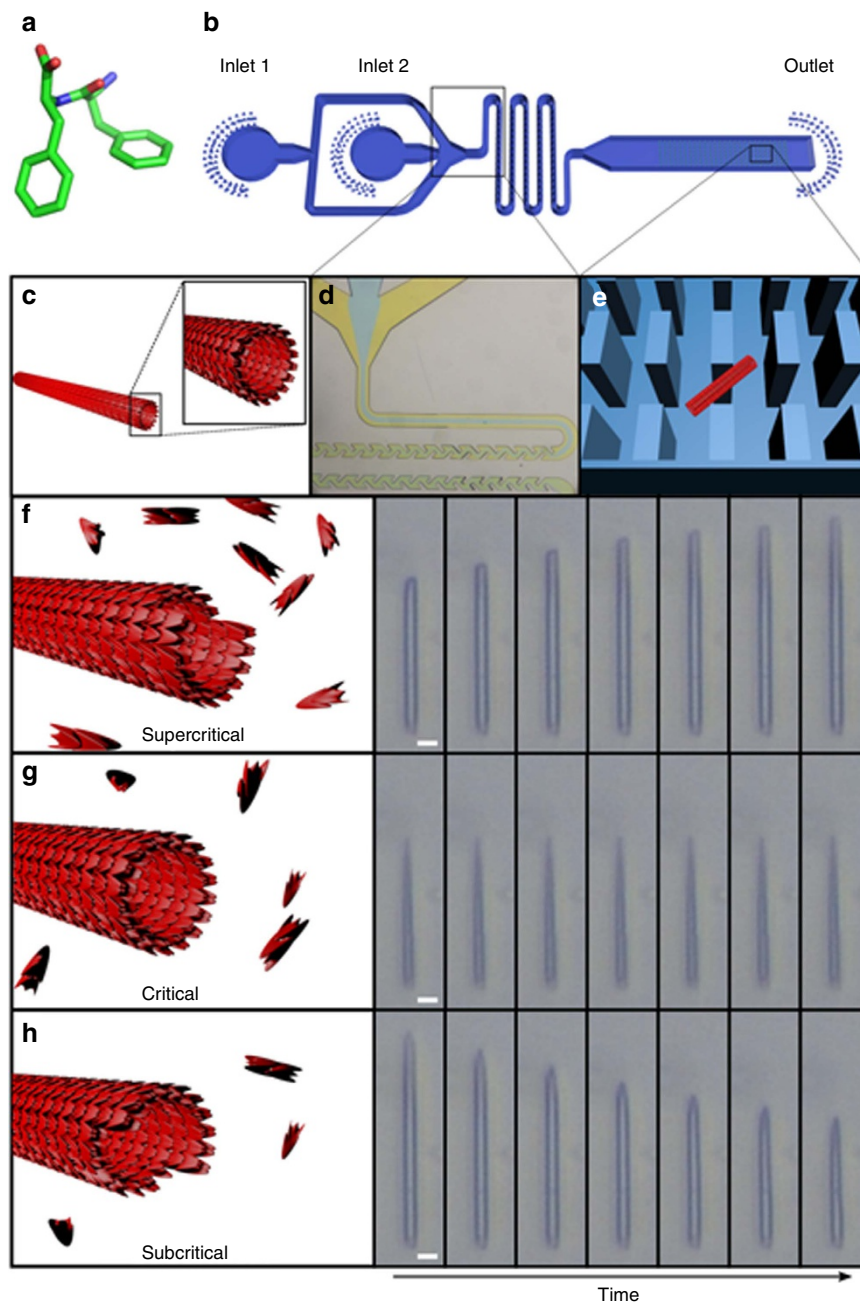 a
b
Inlet 1
Inlet 2
Outlet
c
d
e
f
Supercritical
g
Critical
h
Subcritical
Time